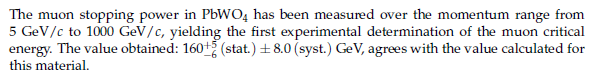 The muon stopping power in PbWO₄ has been measured over the momentum range from
5 GeV/c to 1000 GeV/c, yielding the first experimental determination of the muon critical
energy. The value obtained: 160⁺⁵₋₆ (stat.) ± 8.0 (syst.) GeV, agrees with the value calculated for
this material.